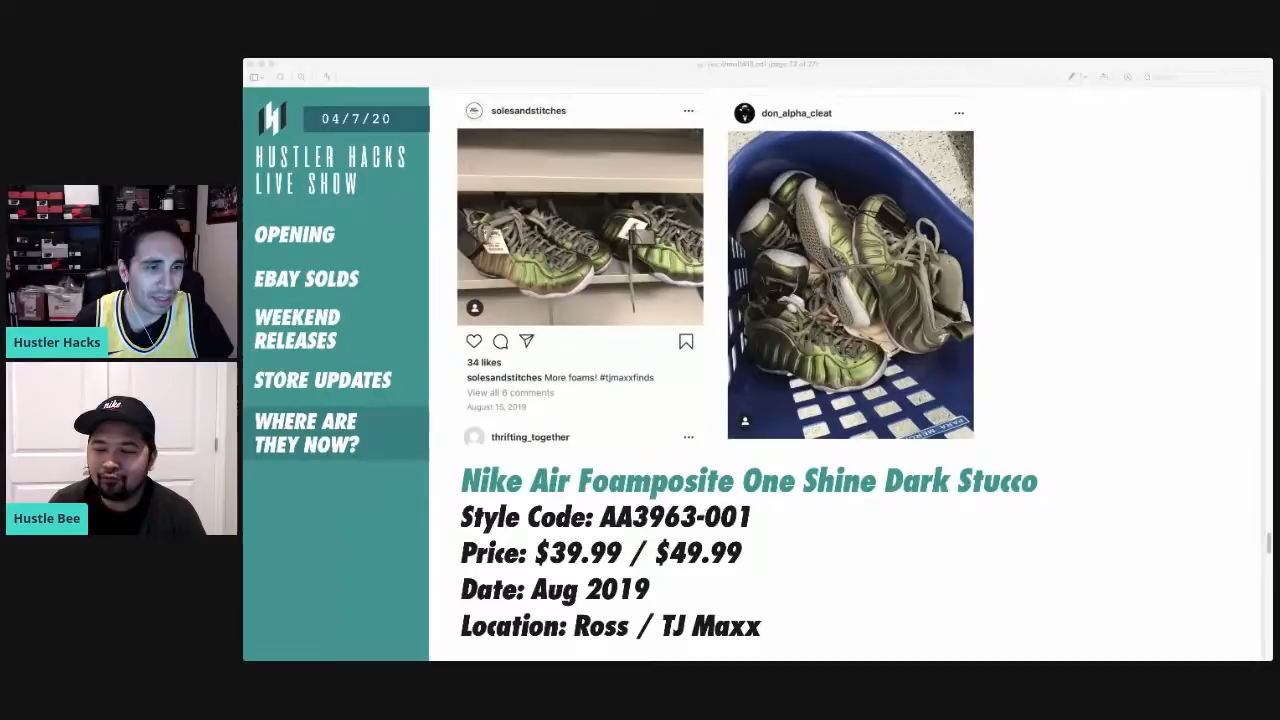 04/7/20
HUSTLER HACKS
LIVE SHOW
OPENING
EBAY SOLDS
WEEKEND
RELEASES
STORE UPDATES
WHERE ARE
THEY NOW?
Hustler Hacks
nike
Hustle Bee
solesandstitches
34 likes
solesandstitches More foams! #tjmaxxfinds
View all 6 comments
August 15, 2019
thrifting_together
don_alpha_cleat
Nike Air Foamposite One Shine Dark Stucco
Style Code: AA3963-001
Price: $39.99 / $49.99
Date: Aug 2019
Location: Ross / TJ Maxx